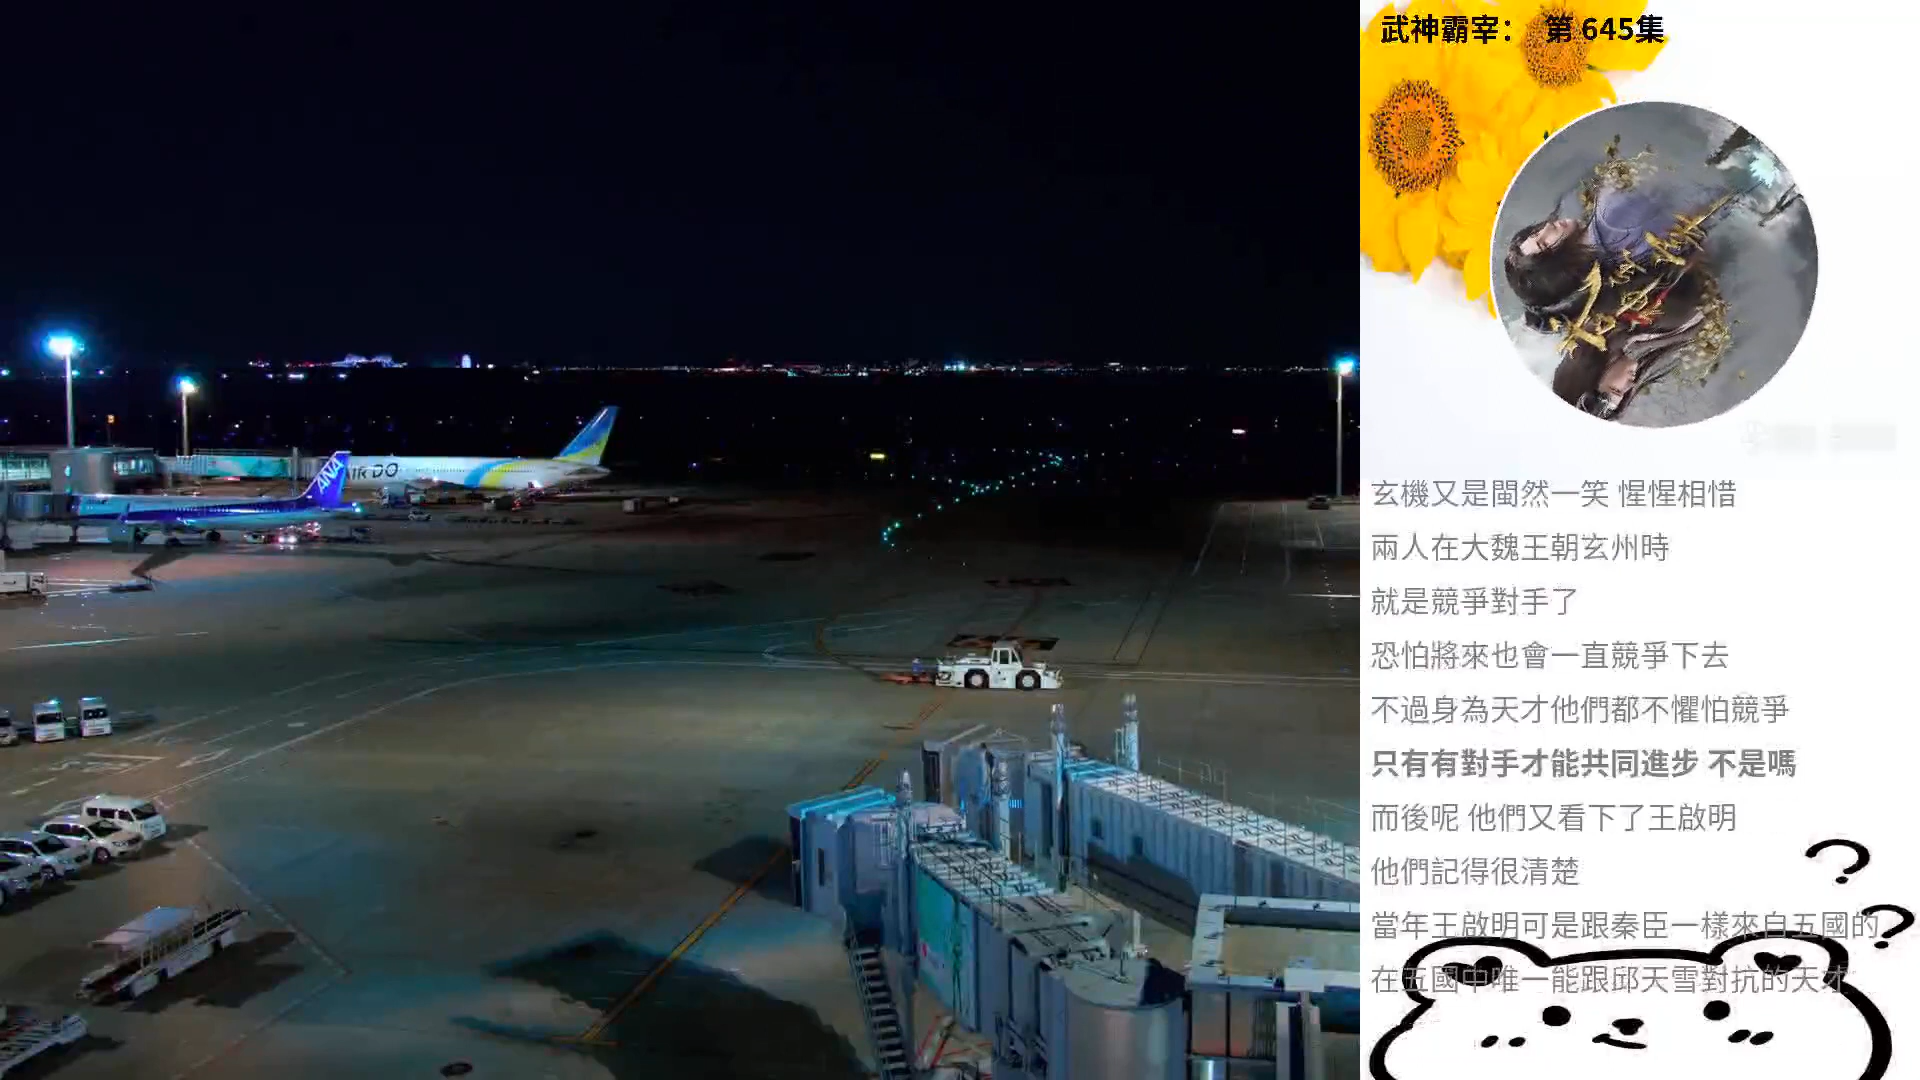 武神霸宰： 第 645集
ANA
AIR DO
玄機又是閩然一笑 惺惺相惜
兩人在大魏王朝玄州時
就是競爭對手了
恐怕將來也會一直競爭下去
不過身為天才他們都不懼怕競爭
只有有對手才能共同進步 不是嗎
而後呢 他們又看下了王啟明
他們記得很清楚
當年王啟明可是跟秦臣一樣來自五國的
在五國中唯一能跟邱天雪對抗的天才